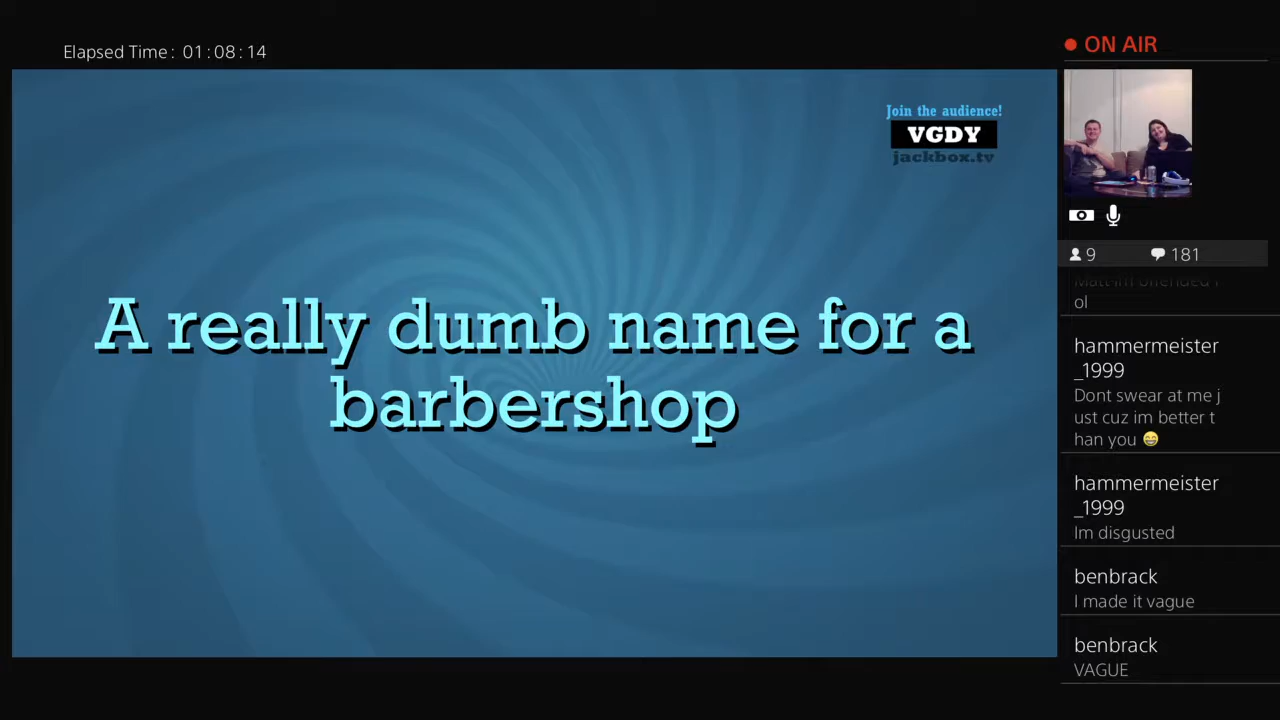 Elapsed Time: 01:08:14
ON AIR
Join the audience!
VGDY
jackbox.tv
A really dumb name for a
barbershop
9 181
ol
hammermeister
_1999
Dont swear at me j
ust cuz im better t
han you 😁
hammermeister
_1999
Im disgusted
benbrack
I made it vague
benbrack
VAGUE